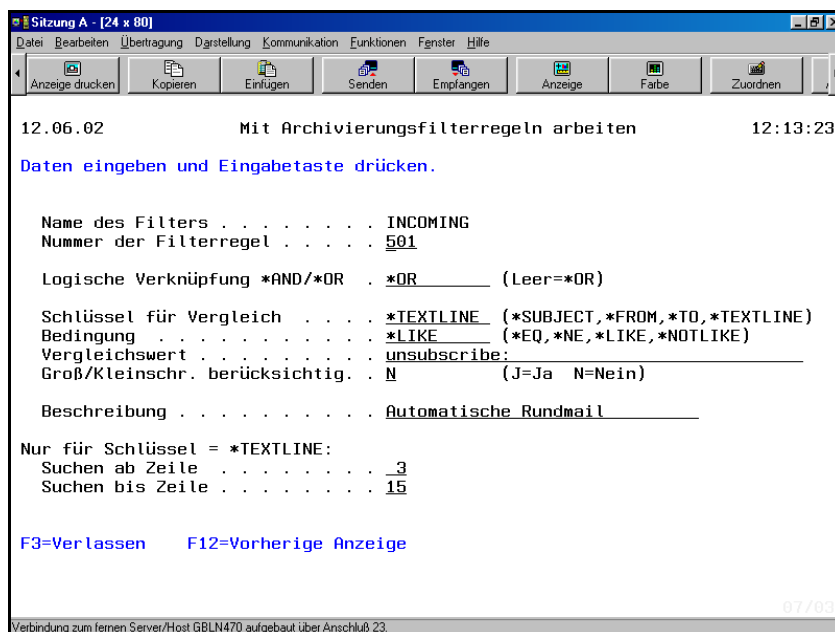 Sitzung A - [24 x 80]
Datei Bearbeiten Übertragung Darstellung Kommunikation Funktionen Fenster Hilfe
Anzeige drucken Kopieren Einfügen Senden Empfangen Anzeige Farbe Zuordnen
12.06.02 Mit Archivierungsfilterregeln arbeiten 12:13:23
Daten eingeben und Eingabetaste drücken.
Name des Filters . . . . . . . . INCOMING
Nummer der Filterregel . . . . . 501
Logische Verknüpfung *AND/*OR . *OR (Leer=*OR)
Schlüssel für Vergleich . . . . *TEXTLINE (*SUBJECT,*FROM,*TO,*TEXTLINE)
Bedingung . . . . . . . . . . . *LIKE (*EQ,*NE,*LIKE,*NOTLIKE)
Vergleichswert . . . . . . . . . unsubscribe:
Groß/Kleinschr. berücksichtig. . N (J=Ja N=Nein)
Beschreibung . . . . . . . . . . Automatische Rundmail
Nur für Schlüssel = *TEXTLINE:
Suchen ab Zeile . . . . . . . . 3
Suchen bis Zeile . . . . . . . . 15
F3=Verlassen F12=Vorherige Anzeige
07/03
Verbindung zum fernen Server/Host GBLN470 aufgebaut über Anschluß 23.